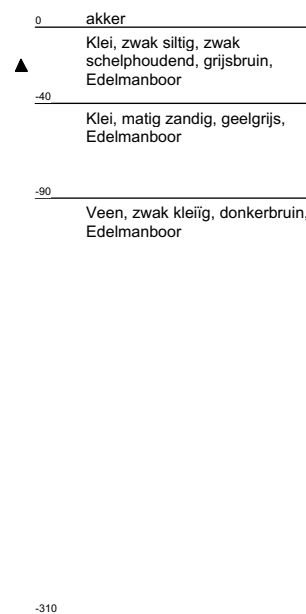 0 akker
Klei, zwak siltig, zwak
schelphoudend, grijsbruin,
Edelmanboor
-40
Klei, matig zandig, geelgrijs,
Edelmanboor
-90
Veen, zwak kleiïg, donkerbruin,
Edelmanboor
-310